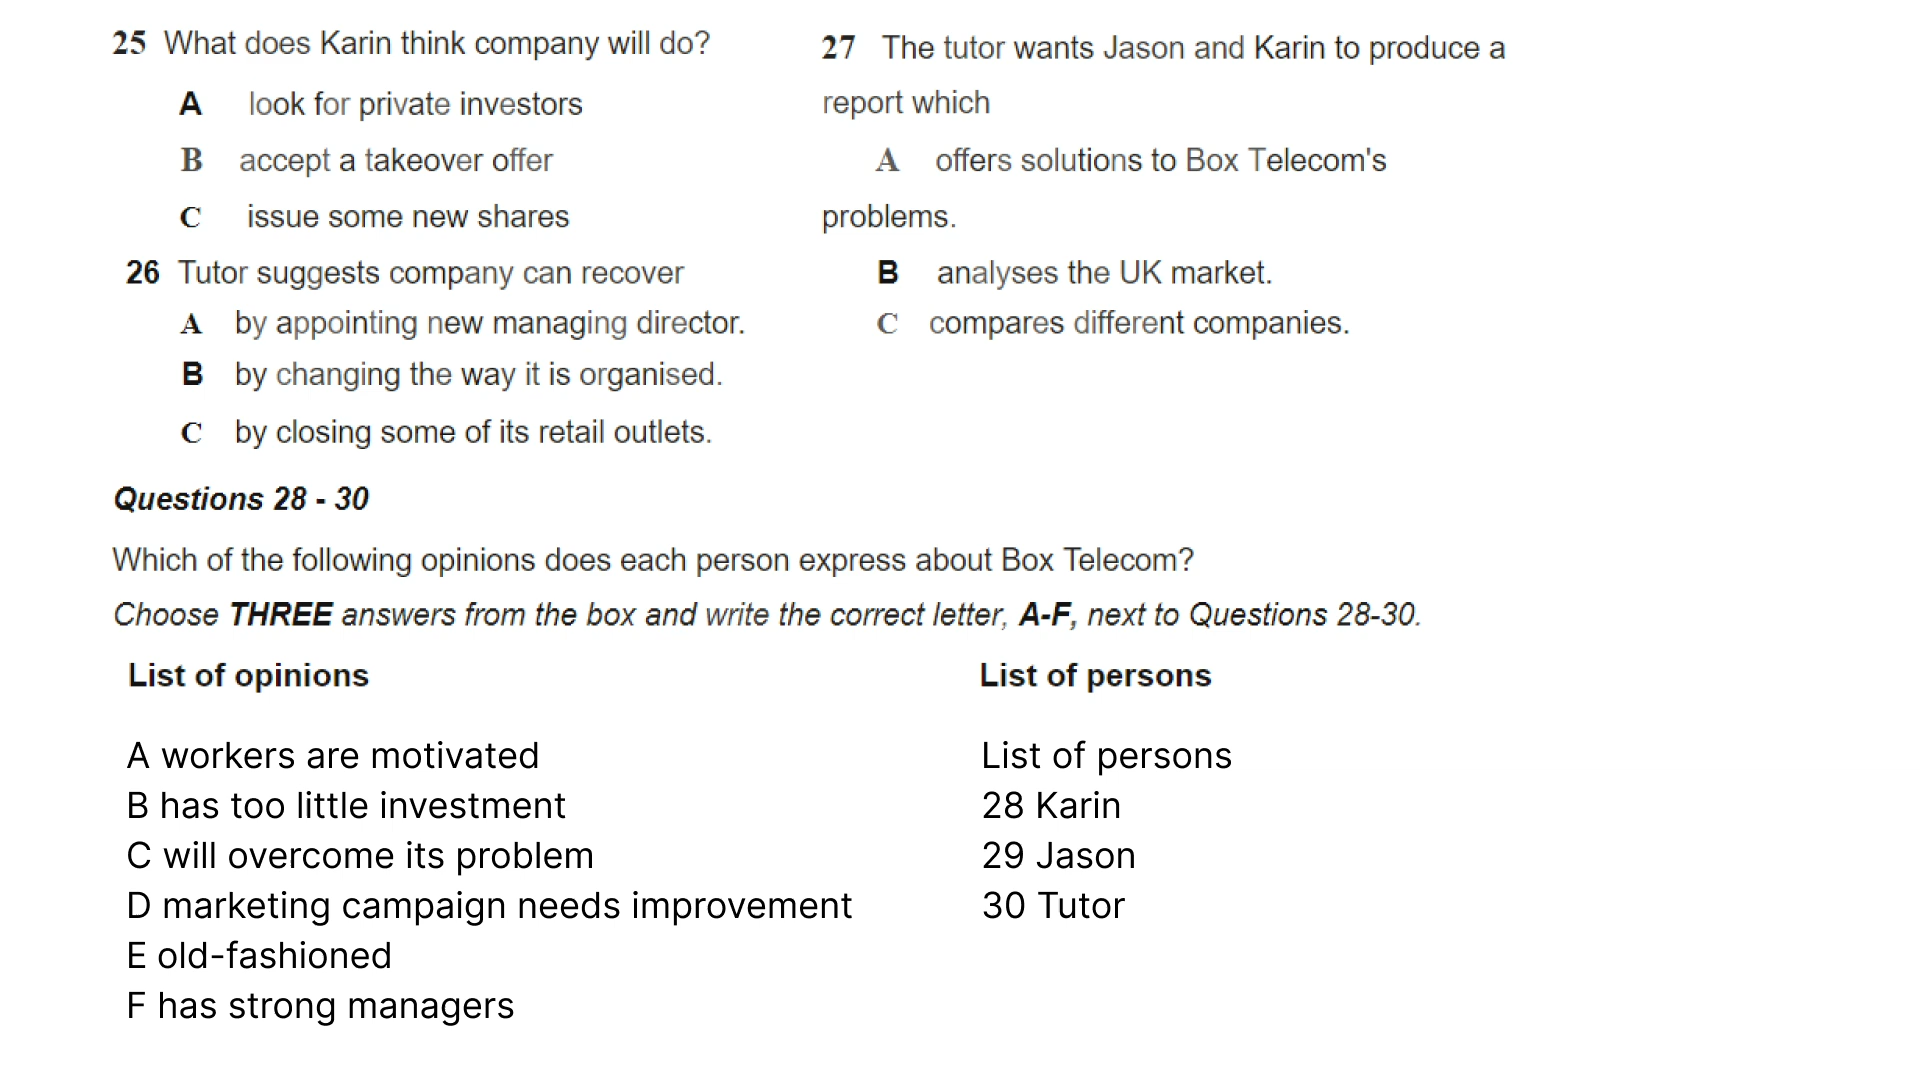 25 What does Karin think company will do?
A look for private investors
B accept a takeover offer
C issue some new shares
26 Tutor suggests company can recover
A by appointing new managing director.
B by changing the way it is organised.
C by closing some of its retail outlets.
27 The tutor wants Jason and Karin to produce a
report which
A offers solutions to Box Telecom's
problems.
B analyses the UK market.
C compares different companies.
Questions 28 - 30
Which of the following opinions does each person express about Box Telecom?
Choose THREE answers from the box and write the correct letter, A-F, next to Questions 28-30.
List of opinions
A workers are motivated
B has too little investment
C will overcome its problem
D marketing campaign needs improvement
E old-fashioned
F has strong managers
List of persons
List of persons
28 Karin
29 Jason
30 Tutor